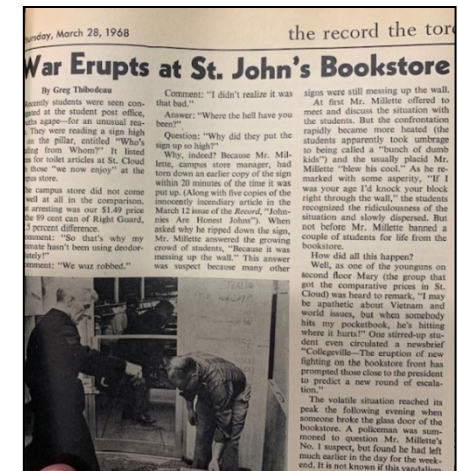 ursday, March 28, 1968
the record the tor
War Erupts at St. John's Bookstore
By Greg Thibodeau
Recently students were seen con-
gated at the student post office,
ths agape—for an unusual rea-
They were reading a sign high
on the pillar, entitled "Who's
ing from Whom?" It listed
s for toilet articles at St. Cloud
those "we now enjoy" at the
pus store.
he campus store did not come
well at all in the comparison.
arresting was our $1.49 price
he 89 cent can of Right Guard,
5 percent difference.
omment: "So that's why my
mate hasn't been using deodor-
ately!"
omment: "We wuz robbed."
Comment: "I didn't realize it was
that bad."
Answer: "Where the hell have you
been?"
Question: "Why did they put the
sign up so high?"
Why, indeed? Because Mr. Mil-
lette, campus store manager, had
torn down an earlier copy of the sign
within 20 minutes of the time it was
put up. (Along with five copies of the
innocently incendiary article in the
March 12 issue of the Record, "John-
nies Are Honest Johns"). When
asked why he ripped down the sign,
Mr. Millette answered the growing
crowd of students, "Because it was
messing up the wall." This answer
was suspect because many other
signs were still messing up the wall.
At first Mr. Millette offered to
meet and discuss the situation with
the students. But the confrontation
rapidly became more heated (the
students apparently took umbrage
to being called a "bunch of dumb
kids") and the usually placid Mr.
Millette "blew his cool." As he re-
marked with some asperity, "If I
was your age I'd knock your block
right through the wall," the students
recognized the ridiculousness of the
situation and slowly dispersed. But
not before Mr. Millette banned a
couple of students for life from the
bookstore.
How did all this happen?
Well, as one of the younguns on
second floor Mary (the group that
got the comparative prices in St.
Cloud) was heard to remark, "I may
be apathetic about Vietnam and
world issues, but when somebody
hits my pocketbook, he's hitting
where it hurts!" One stirred-up stu-
dent even circulated a newsbrief
"Collegeville—The eruption of new
fighting on the bookstore front has
prompted those close to the president
to predict a new round of escala-
tion."
The volatile situation reached its
peak the following evening when
someone broke the glass door of the
bookstore. A policeman was sum-
moned to question Mr. Millette's
No. 1 suspect, but found he had left
much earlier in the day for the week-
end. It is not known if this vandalism